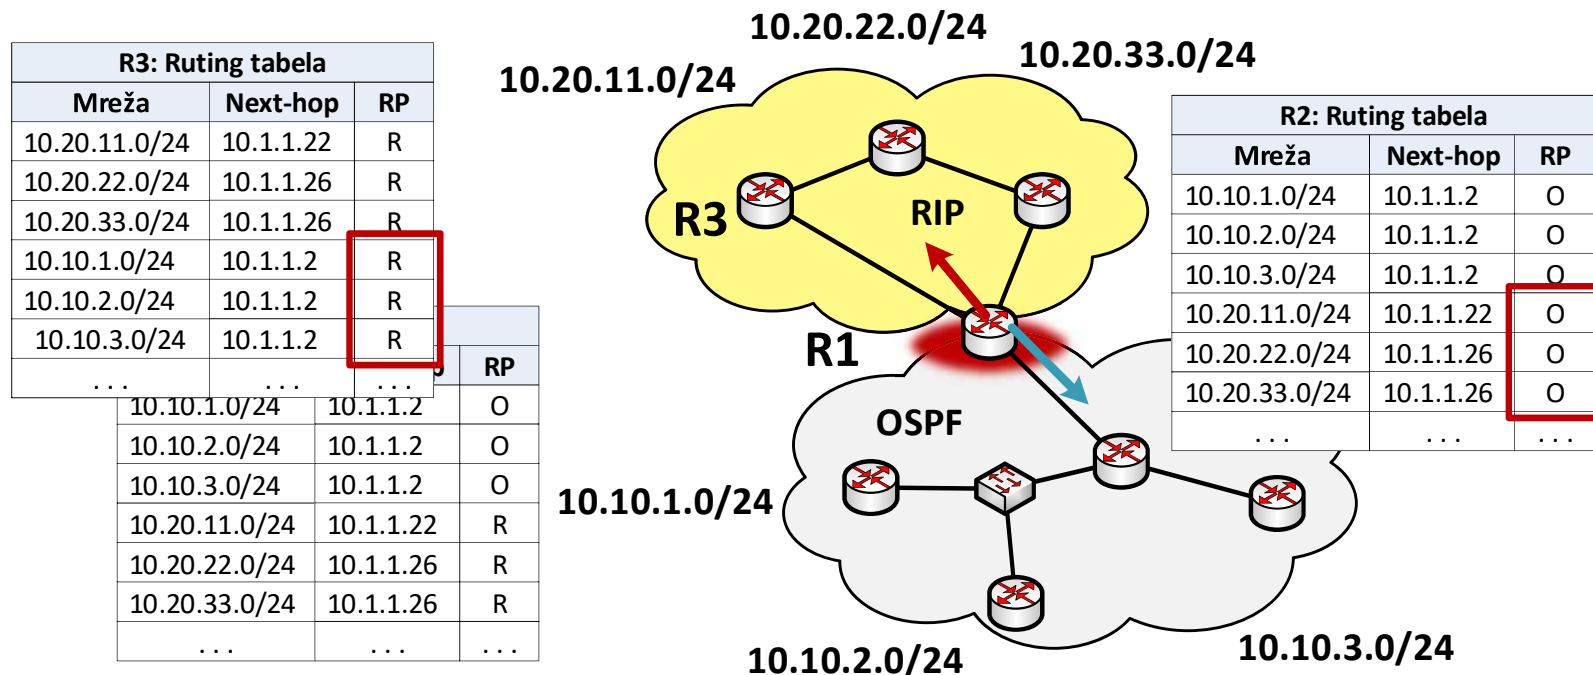 10.20.22.0/24
10.20.33.0/24
10.20.11.0/24
R3: Ruting tabela
Mreža Next-hop RP
10.20.11.0/24 10.1.1.22 R
10.20.22.0/24 10.1.1.26 R
10.20.33.0/24 10.1.1.26 R
10.10.1.0/24 10.1.1.2 R
10.10.2.0/24 10.1.1.2 R
10.10.3.0/24 10.1.1.2 R
. . . . . . . . .
RP
10.10.1.0/24 10.1.1.2 O
10.10.2.0/24 10.1.1.2 O
10.10.3.0/24 10.1.1.2 O
10.20.11.0/24 10.1.1.22 R
10.20.22.0/24 10.1.1.26 R
10.20.33.0/24 10.1.1.26 R
. . . . . . . . .
R3
RIP
R1
OSPF
10.10.1.0/24
10.10.2.0/24
10.10.3.0/24
R2: Ruting tabela
Mreža Next-hop RP
10.10.1.0/24 10.1.1.2 O
10.10.2.0/24 10.1.1.2 O
10.10.3.0/24 10.1.1.2 O
10.20.11.0/24 10.1.1.22 O
10.20.22.0/24 10.1.1.26 O
10.20.33.0/24 10.1.1.26 O
. . . . . . . . .